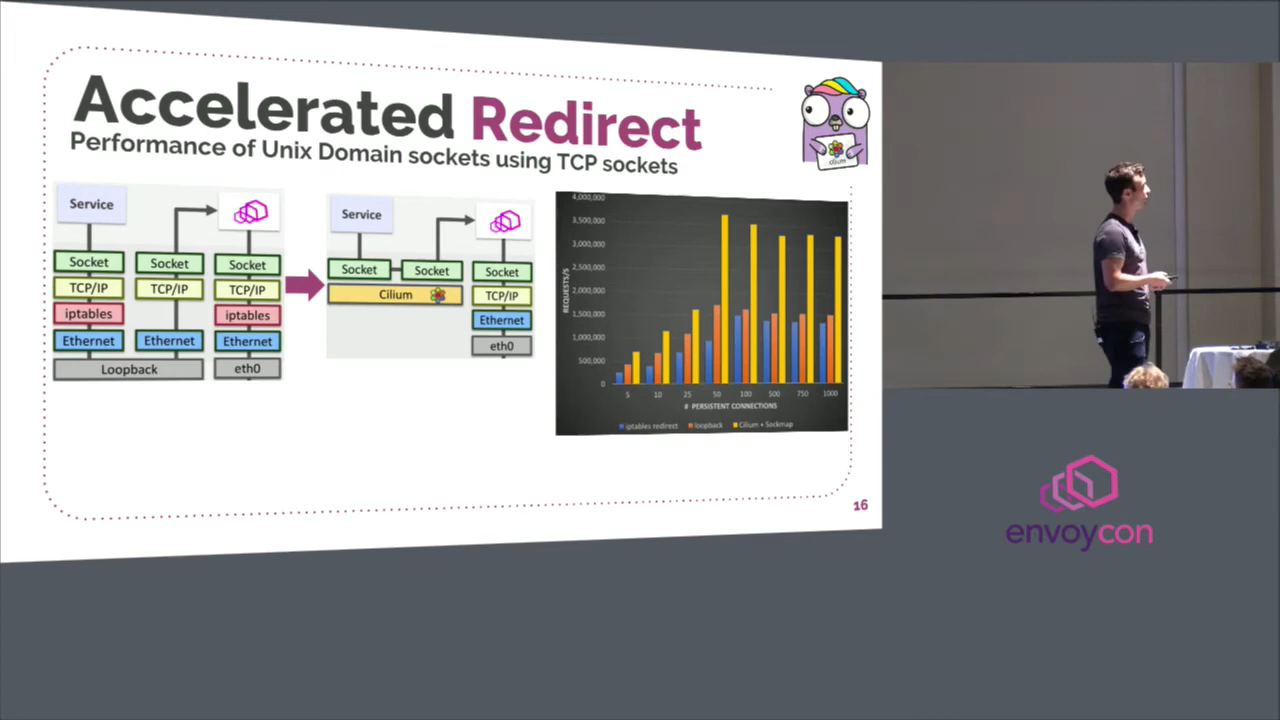 Accelerated Redirect
Performance of Unix Domain sockets using TCP sockets
cilium
Service
Socket
Socket
Socket
TCP/IP
TCP/IP
TCP/IP
iptables
iptables
Ethernet
Ethernet
Ethernet
Loopback
eth0
Service
Socket
Socket
Socket
Cilium
TCP/IP
Ethernet
eth0
4,000,000
3,500,000
3,000,000
2,500,000
2,000,000
1,500,000
1,000,000
500,000
0
REQUESTS/S
5 10 25 50 100 500 750 1000
# PERSISTENT CONNECTIONS
iptables redirect loopback Cilium + Sockmap
16
envoycon